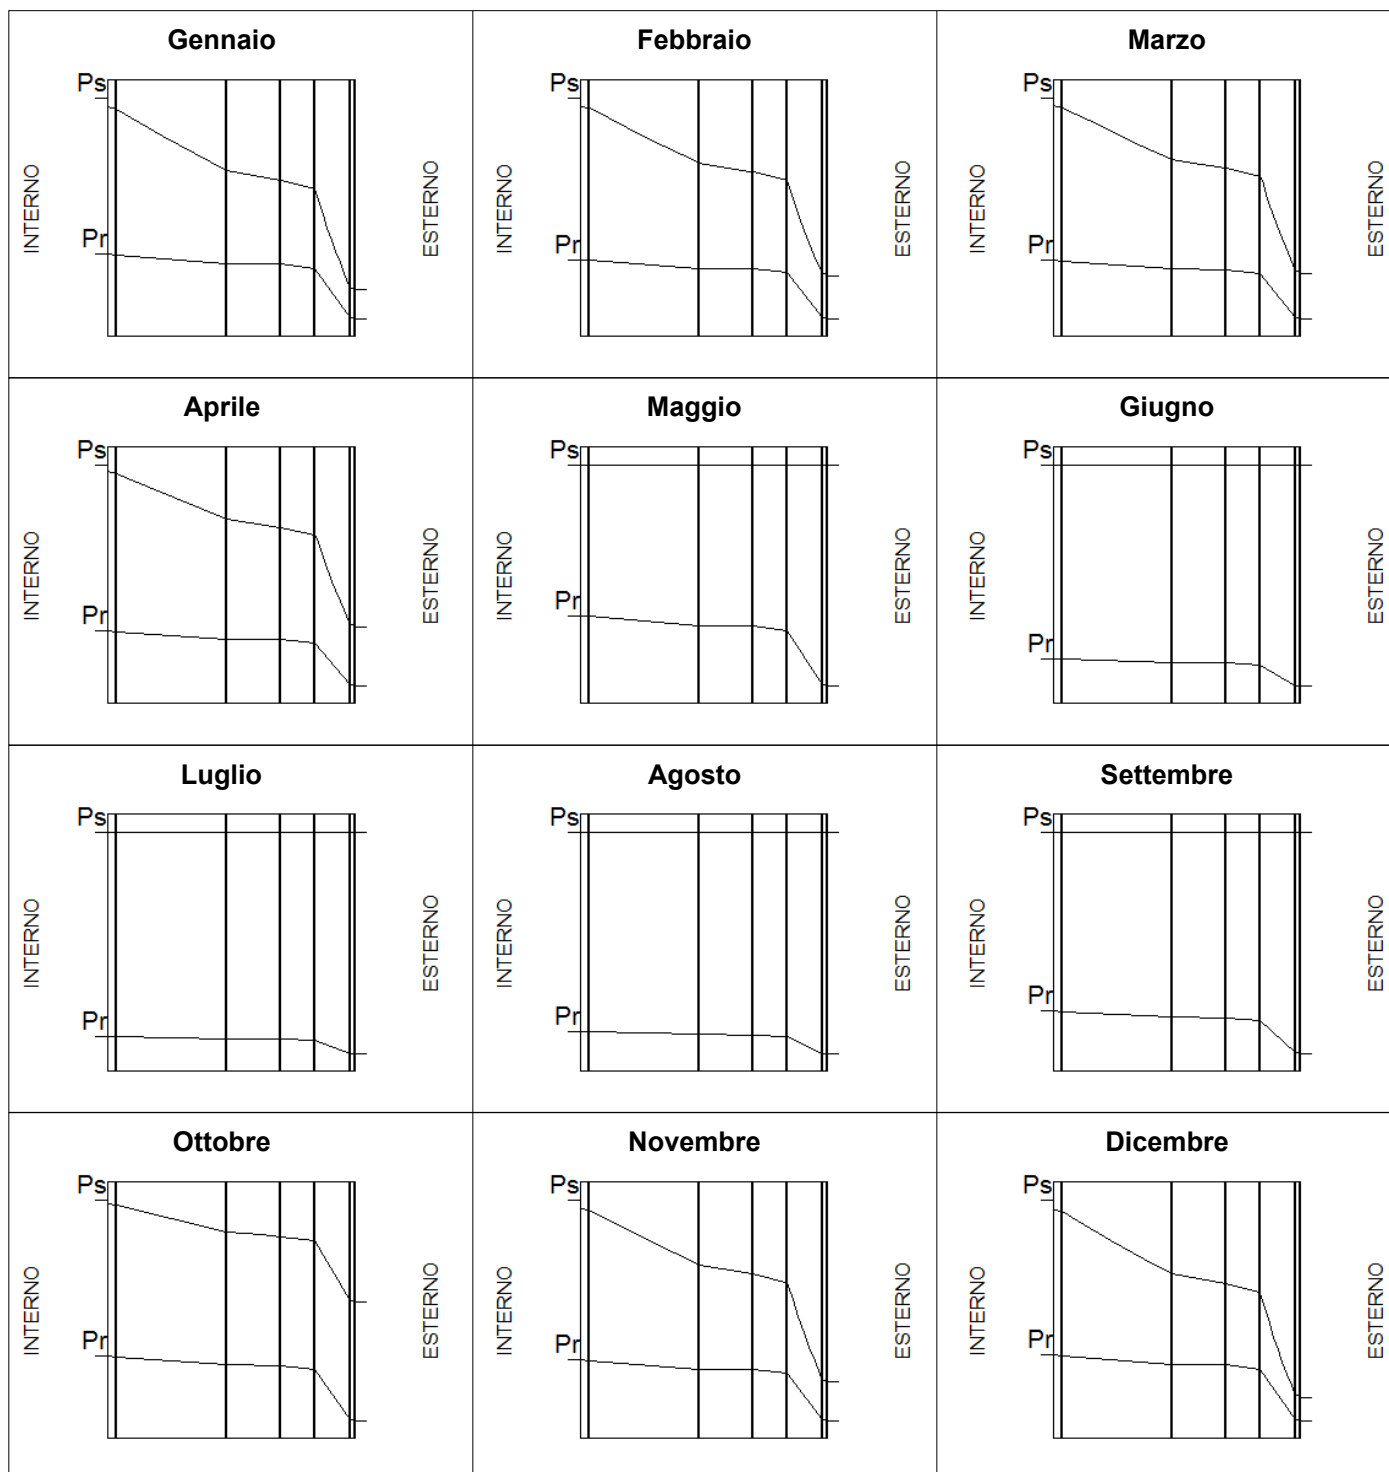 Gennaio
Febbraio
Marzo
Ps
Ps
Ps
INTERNO
ESTERNO
INTERNO
ESTERNO
INTERNO
ESTERNO
Pr
Pr
Pr
Aprile
Maggio
Giugno
Ps
Ps
Ps
INTERNO
ESTERNO
INTERNO
ESTERNO
INTERNO
ESTERNO
Pr
Pr
Pr
Luglio
Agosto
Settembre
Ps
Ps
Ps
INTERNO
ESTERNO
INTERNO
ESTERNO
INTERNO
ESTERNO
Pr
Pr
Pr
Ottobre
Novembre
Dicembre
Ps
Ps
Ps
INTERNO
ESTERNO
INTERNO
ESTERNO
INTERNO
ESTERNO
Pr
Pr
Pr